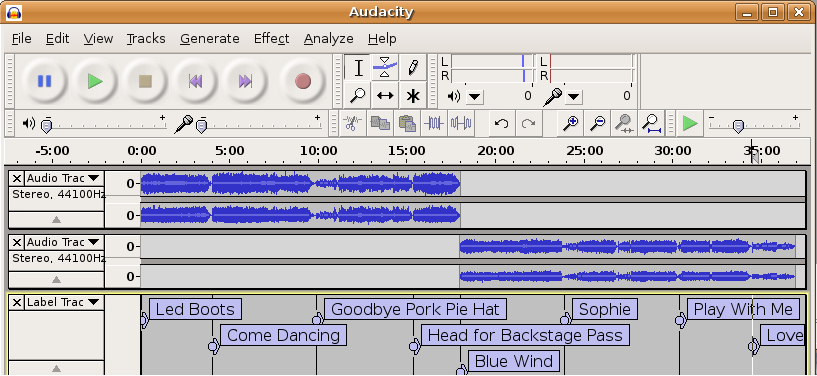 Audacity
File Edit View Tracks Generate Effect Analyze Help
L
R
L
R
0
0
-5:00 0:00 5:00 10:00 15:00 20:00 25:00 30:00 35:00
Audio Trac
Stereo, 44100Hz
0
0
Audio Trac
Stereo, 44100Hz
0
0
Label Trac
Led Boots Goodbye Pork Pie Hat Sophie Play With Me
Come Dancing Head for Backstage Pass Love
Blue Wind